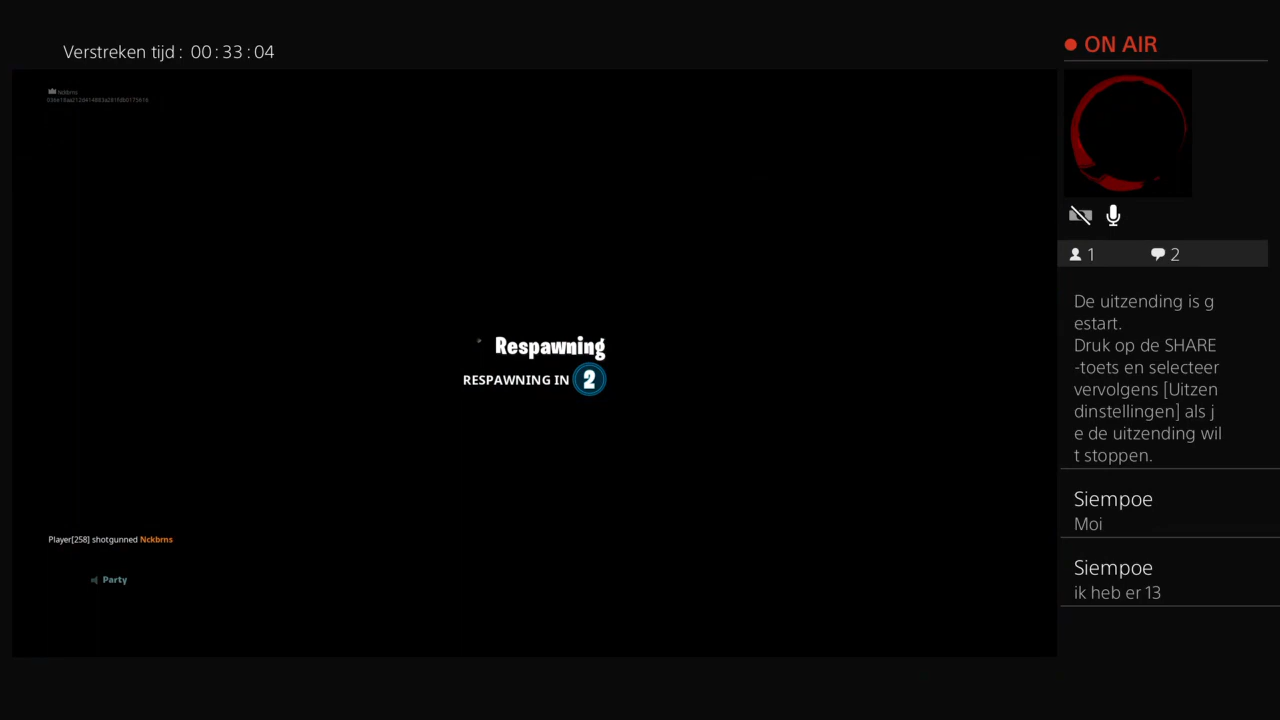 Verstreken tijd : 00 : 33 : 04
ON AIR
Nckbrns
1
2
Respawning
RESPAWNING IN 2
De uitzending is g
estart.
Druk op de SHARE
-toets en selecteer
vervolgens [Uitzen
dinstellingen] als j
e de uitzending wil
t stoppen.
Siempoe
Moi
Siempoe
ik heb er 13
Player[258] shotgunned Nckbrns
Party